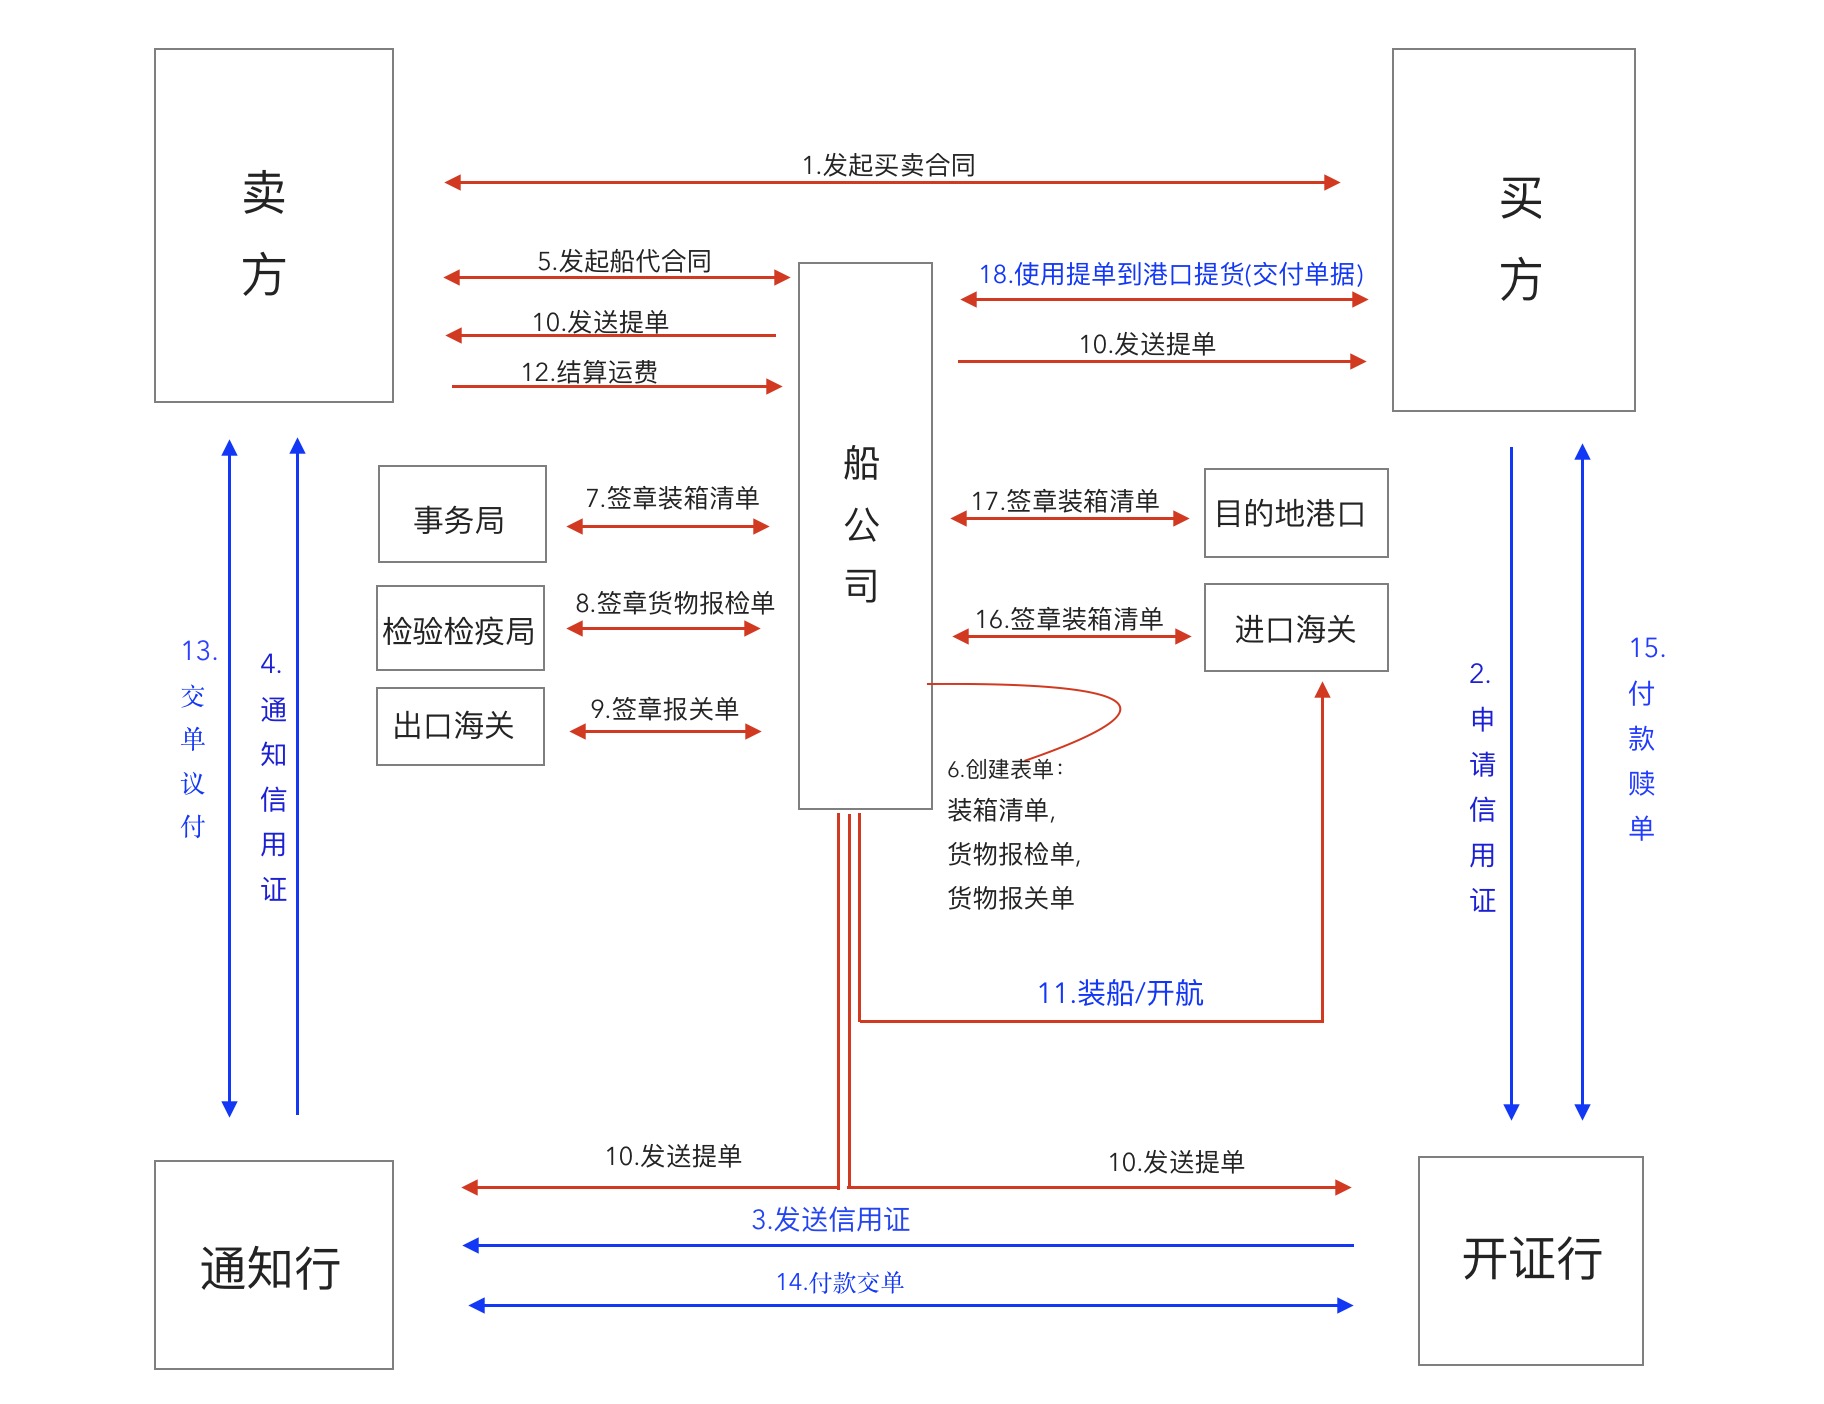 卖方
买方
1.发起买卖合同
5.发起船代合同
18.使用提单到港口提货(交付单据)
10.发送提单
10.发送提单
12.结算运费
船公司
事务局
7.签章装箱清单
17.签章装箱清单
目的地港口
检验检疫局
8.签章货物报检单
16.签章装箱清单
进口海关
出口海关
9.签章报关单
13.交单议付
4.通知信用证
2.申请信用证
15.付款赎单
6.创建表单：
装箱清单,
货物报检单,
货物报关单
11.装船/开航
10.发送提单
10.发送提单
3.发送信用证
14.付款交单
通知行
开证行